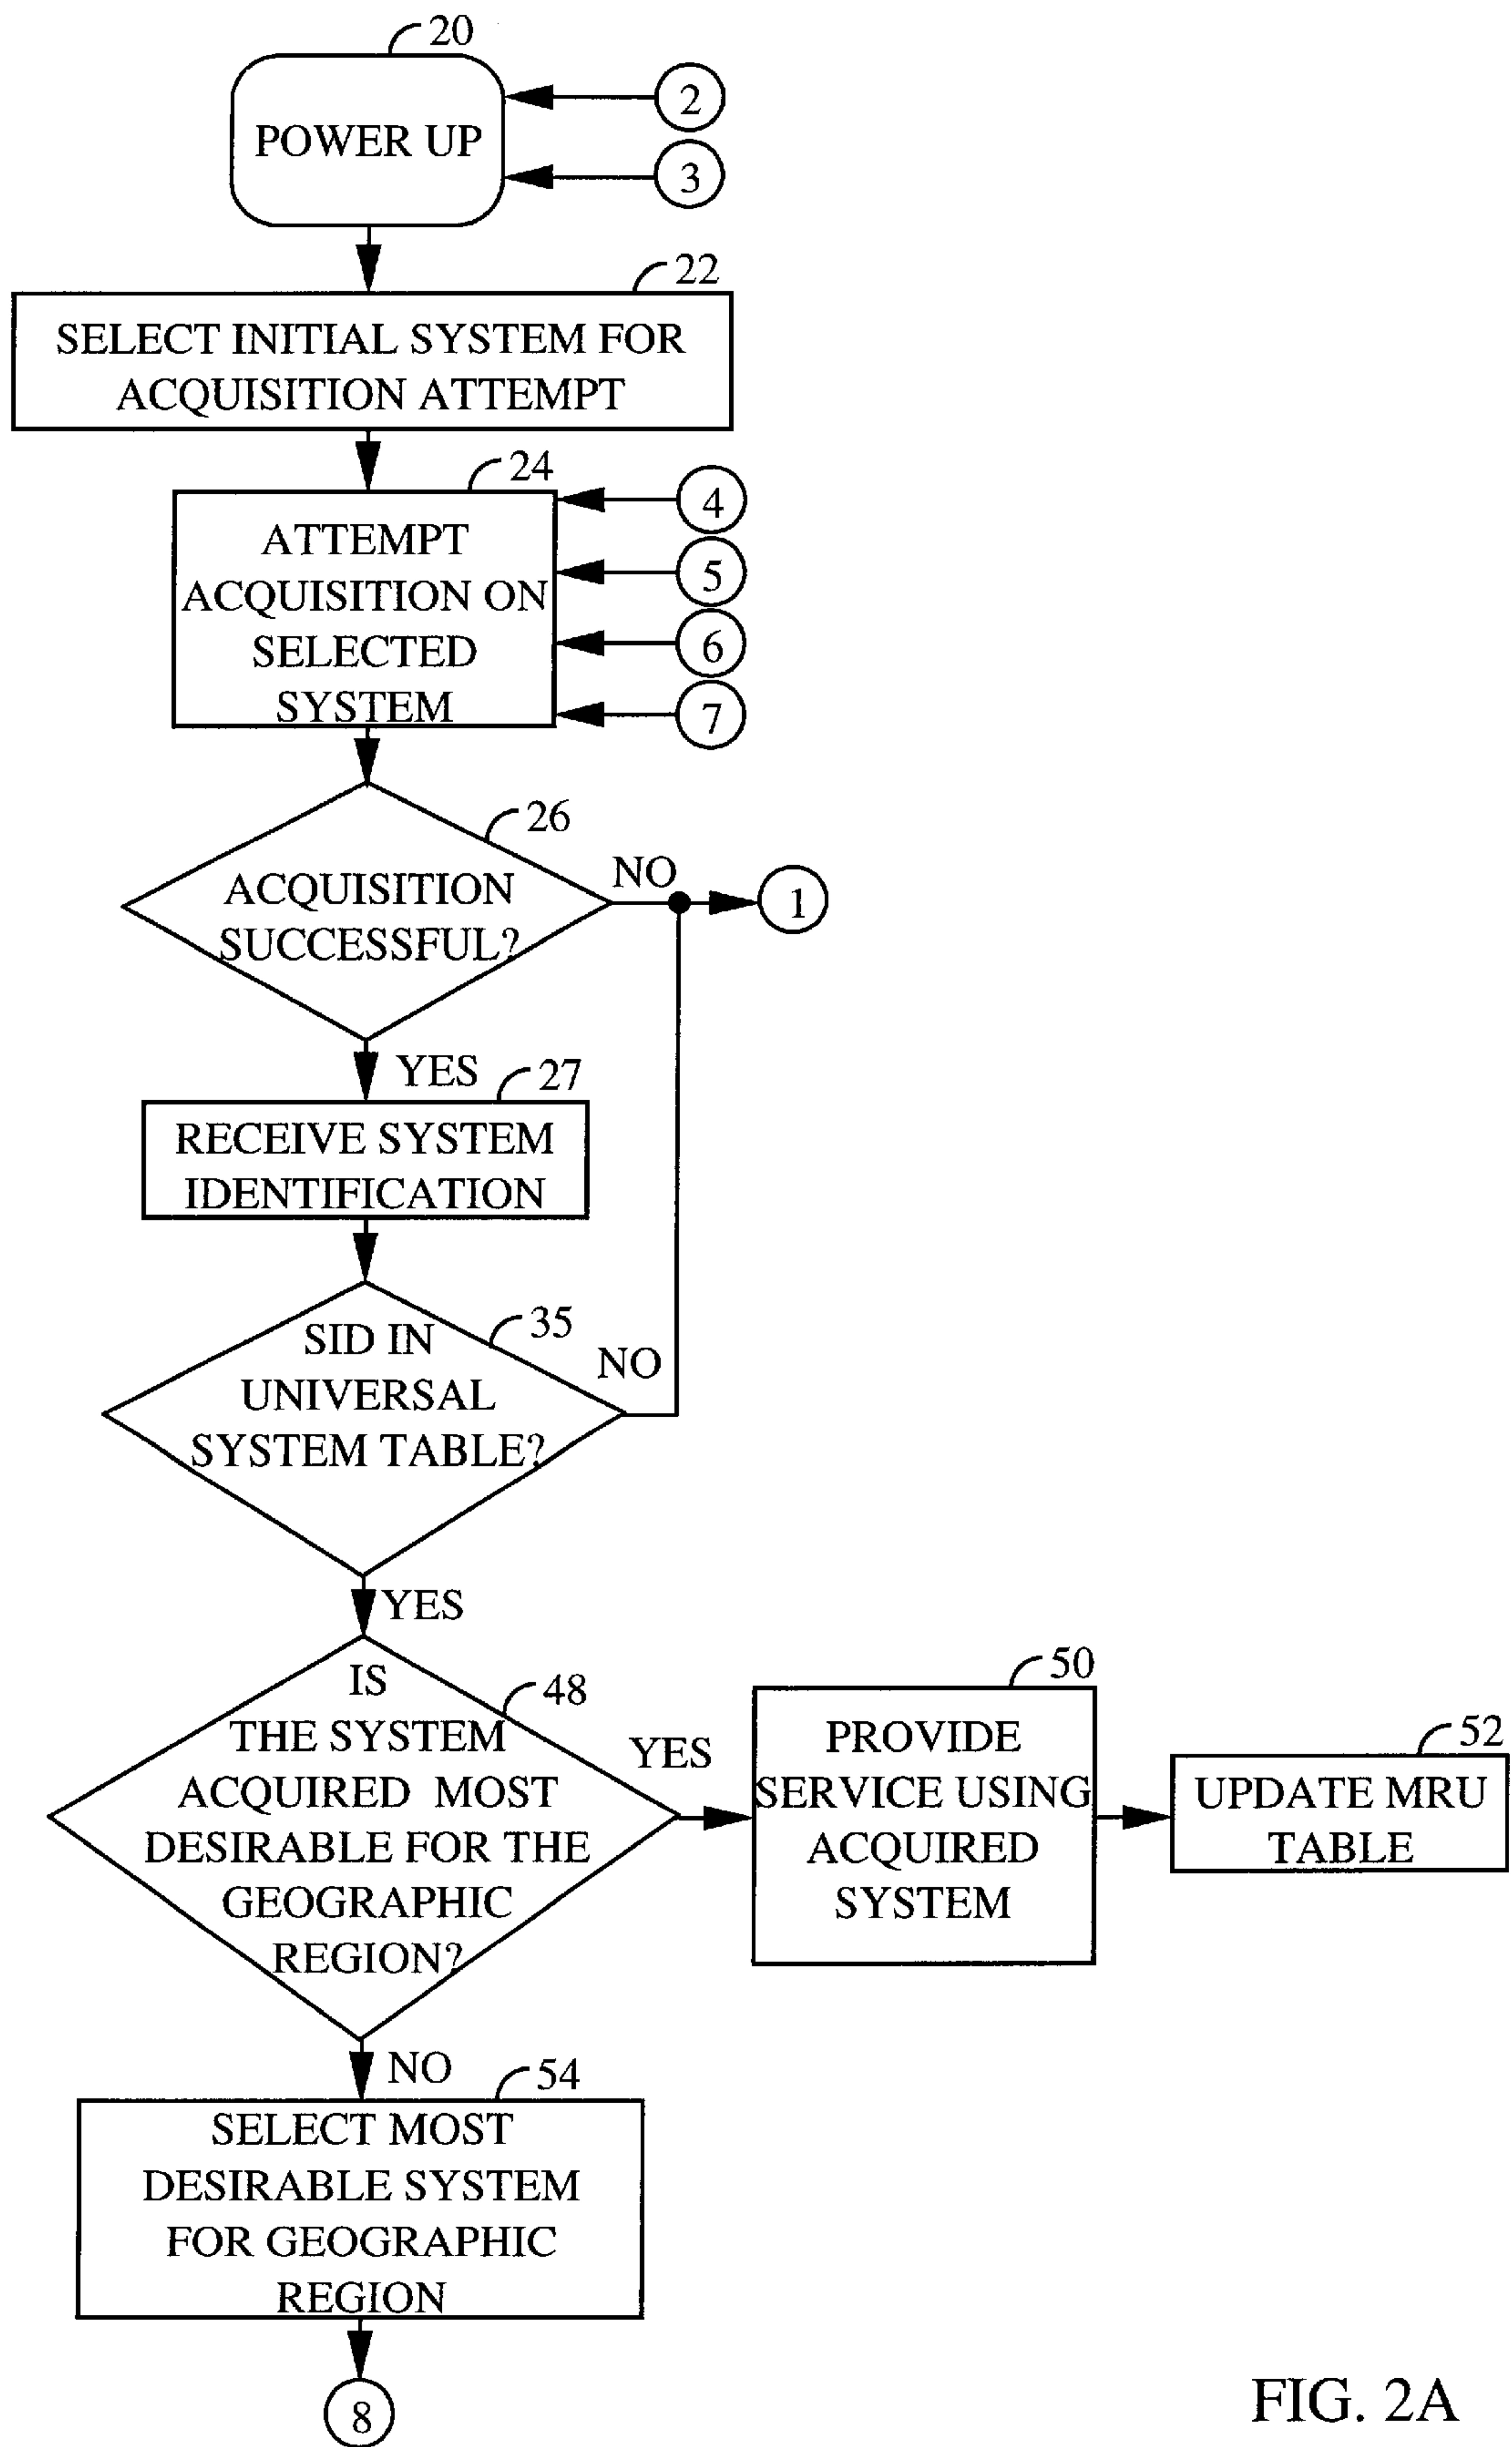 20
POWER UP
2
3
22
SELECT INITIAL SYSTEM FOR
ACQUISITION ATTEMPT
24
ATTEMPT
ACQUISITION ON
SELECTED
SYSTEM
4
5
6
7
26
ACQUISITION
SUCCESSFUL?
NO
1
YES
27
RECEIVE SYSTEM
IDENTIFICATION
35
SID IN
UNIVERSAL
SYSTEM TABLE?
NO
YES
48
IS
THE SYSTEM
ACQUIRED MOST
DESIRABLE FOR THE
GEOGRAPHIC
REGION?
YES
50
PROVIDE
SERVICE USING
ACQUIRED
SYSTEM
52
UPDATE MRU
TABLE
NO
54
SELECT MOST
DESIRABLE SYSTEM
FOR GEOGRAPHIC
REGION
8
FIG. 2A